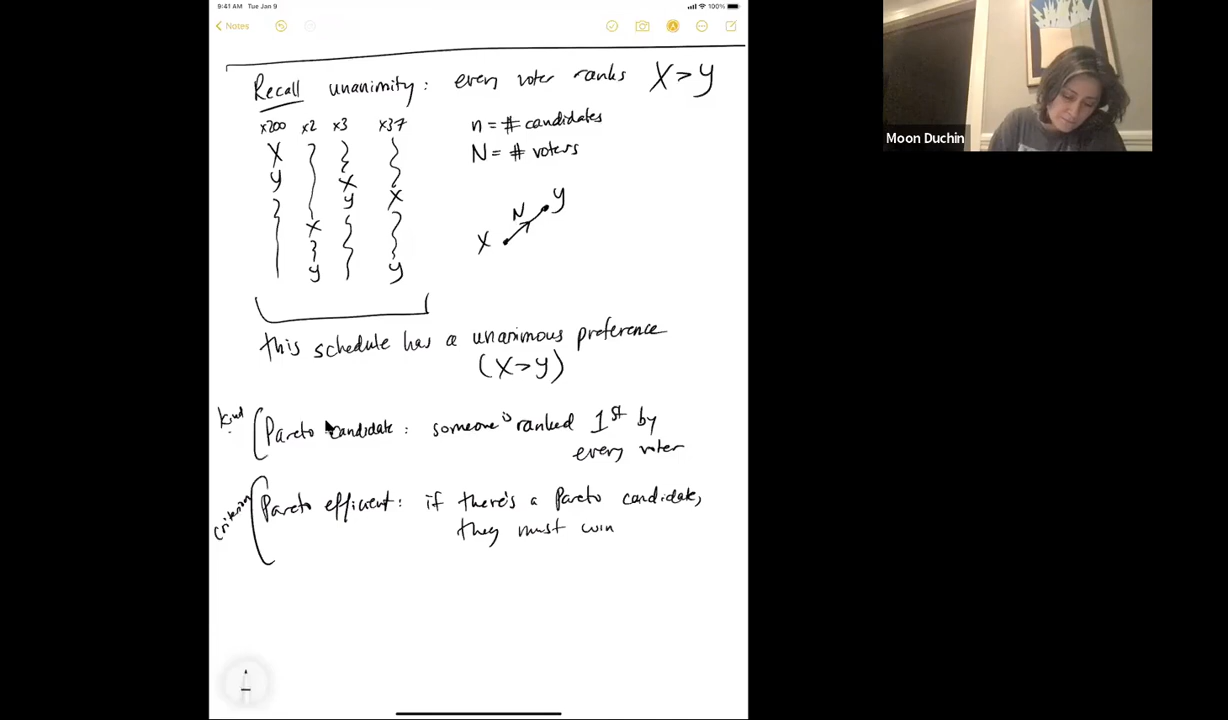 9:41 AM Tue Jan 9
100%
Notes
Recall unanimity: every voter ranks X>Y
x200 x2 x3 x37
n = # candidates
N = # voters
X
Y X
Y X
X
Y Y
N
X Y
this schedule has a unanimous preference
(X>Y)
kind
Pareto candidate: someone is ranked 1st by
every voter
criterion
Pareto efficient: if there's a Pareto candidate,
they must win
Moon Duchin